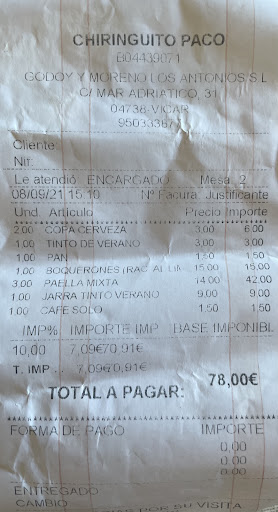 CHIRINGUITO PACO
B04439071
GODOY Y MORENO LOS ANTONIOS S.L
C/ MAR ADRIATICO, 31
04738-VICAR
950333871
Cliente:
Nif:
Le atendió ENCARGADO Mesa: 2
08/09/21 15:10 Nº Factura: Justificante
Und. Artículo Precio Importe
2.00 COPA CERVEZA 3.00 6.00
1.00 TINTO DE VERANO 3.00 3.00
1.00 PAN 1.50 1.50
1.00 BOQUERONES (RAC. AL LIM 15.00 15.00
3.00 PAELLA MIXTA 14.00 42.00
1.00 JARRA TINTO VERANO 9.00 9.00
1.00 CAFE SOLO 1.50 1.50
IMP% IMPORTE IMP BASE IMPONIBL
10,00 7,09€ 70,91€
T. IMP ... 7,09€ 70,91€
TOTAL A PAGAR: 78,00€
FORMA DE PAGO IMPORTE
0.00
0.00
0.00
ENTREGADO
CAMBIO
POR SU VISITA